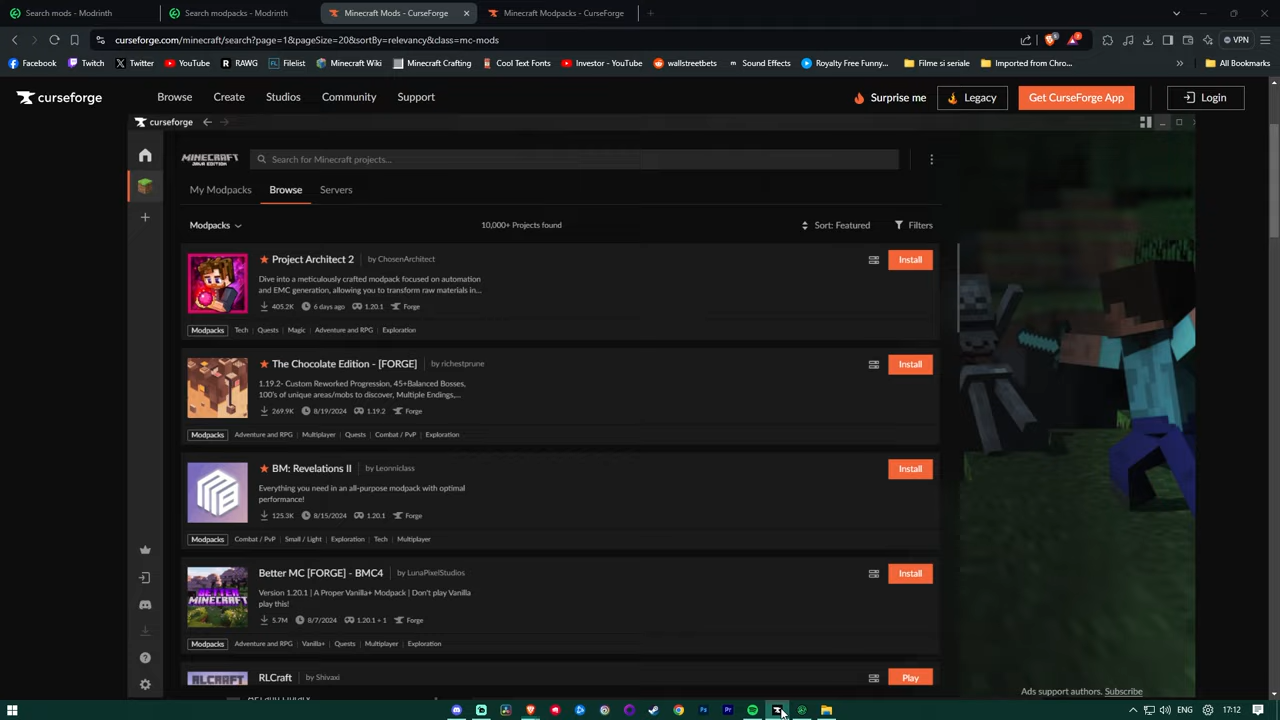 Search mods - Modrinth
Search modpacks - Modrinth
Minecraft Mods - CurseForge
Minecraft Modpacks - CurseForge
curseforge.com/minecraft/search?page=1&pageSize=20&sortBy=relevancy&class=mc-mods
VPN
Facebook
Twitch
Twitter
YouTube
RAWG
Filelist
Minecraft Wiki
Minecraft Crafting
Cool Text Fonts
Investor - YouTube
wallstreetbets
Sound Effects
Royalty Free Funny...
Filme si seriale
Imported from Chro...
All Bookmarks
curseforge
Browse
Create
Studios
Community
Support
Surprise me
Legacy
Get CurseForge App
Login
curseforge
MINECRAFT
JAVA EDITION
Search for Minecraft projects...
My Modpacks
Browse
Servers
Modpacks
10,000+ Projects found
Sort: Featured
Filters
Project Architect 2
by ChosenArchitect
Install
Dive into a meticulously crafted modpack focused on automation
and EMC generation, allowing you to transform raw materials in...
405.2K
6 days ago
1.20.1
Forge
Modpacks
Tech
Quests
Magic
Adventure and RPG
Exploration
The Chocolate Edition - [FORGE]
by richestprune
Install
1.19.2- Custom Reworked Progression, 45+Balanced Bosses,
100's of unique areas/mobs to discover, Multiple Endings,...
269.9K
8/19/2024
1.19.2
Forge
Modpacks
Adventure and RPG
Multiplayer
Quests
Combat / PvP
Exploration
BM: Revelations II
by Leonniclass
Install
Everything you need in an all-purpose modpack with optimal
performance!
125.3K
8/15/2024
1.20.1
Forge
Modpacks
Combat / PvP
Small / Light
Exploration
Tech
Multiplayer
BETTER
MINECRAFT
Better MC [FORGE] - BMC4
by LunaPixelStudios
Install
Version 1.20.1 | A Proper Vanilla+ Modpack | Don't play Vanilla
play this!
5.7M
8/7/2024
1.20.1 + 1
Forge
Modpacks
Adventure and RPG
Vanilla+
Quests
Multiplayer
Exploration
RLCRAFT
RLCraft
by Shivaxi
Play
Ads support authors. Subscribe
ENG
17:12